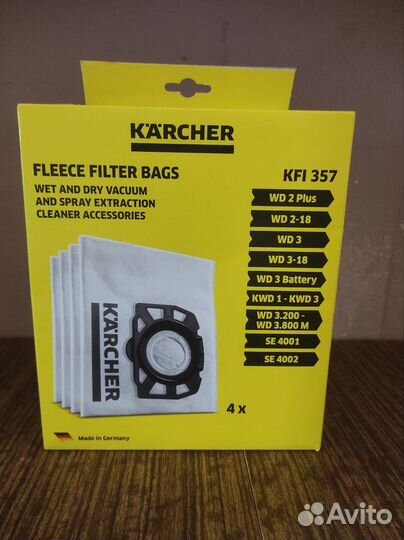 KÄRCHER
FLEECE FILTER BAGS
WET AND DRY VACUUM
AND SPRAY EXTRACTION
CLEANER ACCESSORIES
KFI 357
WD 2 Plus
WD 2-18
WD 3
WD 3-18
WD 3 Battery
KWD 1 - KWD 3
WD 3.200 -
WD 3.800 M
SE 4001
SE 4002
KÄRCHER
4 x
Made in Germany
Avito